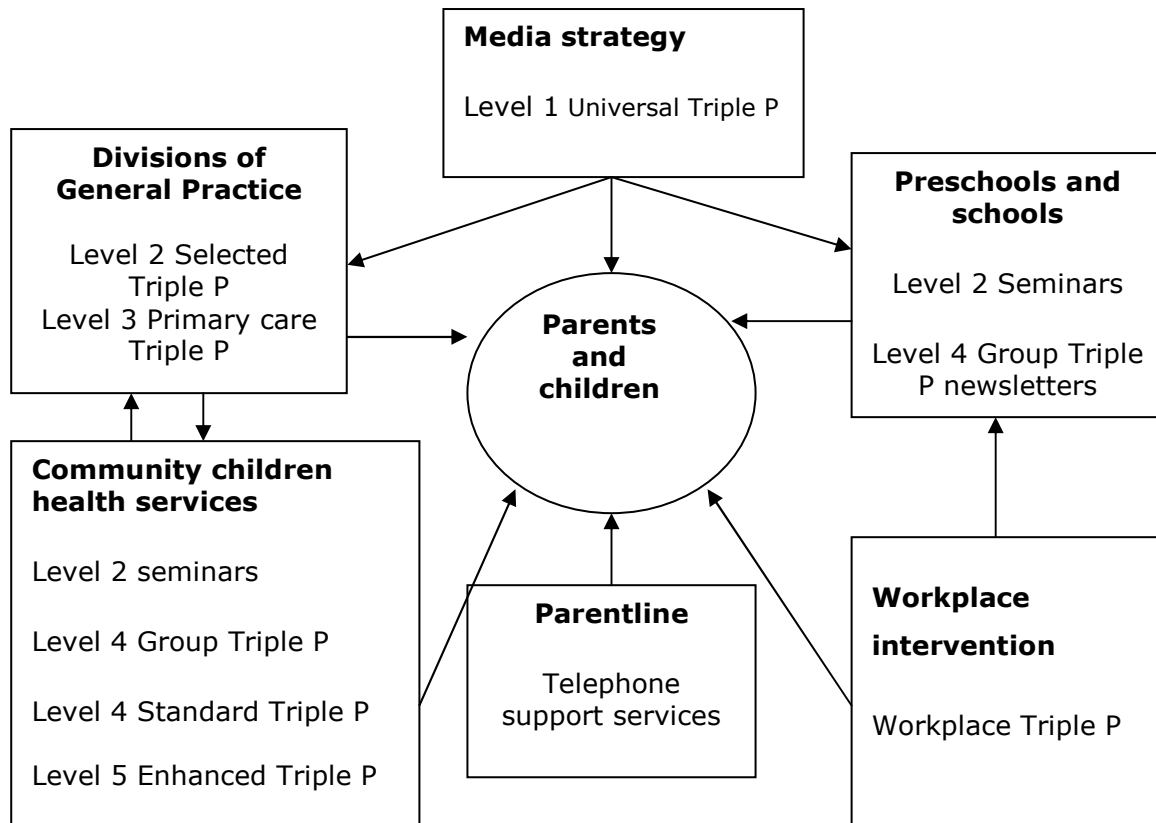 Media strategy
Level 1 Universal Triple P
Divisions of
General Practice
Level 2 Selected
Triple P
Level 3 Primary care
Triple P
Preschools and
schools
Level 2 Seminars
Level 4 Group Triple
P newsletters
Parents
and
children
Community children
health services
Level 2 seminars
Level 4 Group Triple P
Level 4 Standard Triple P
Level 5 Enhanced Triple P
Parentline
Telephone
support services
Workplace
intervention
Workplace Triple P